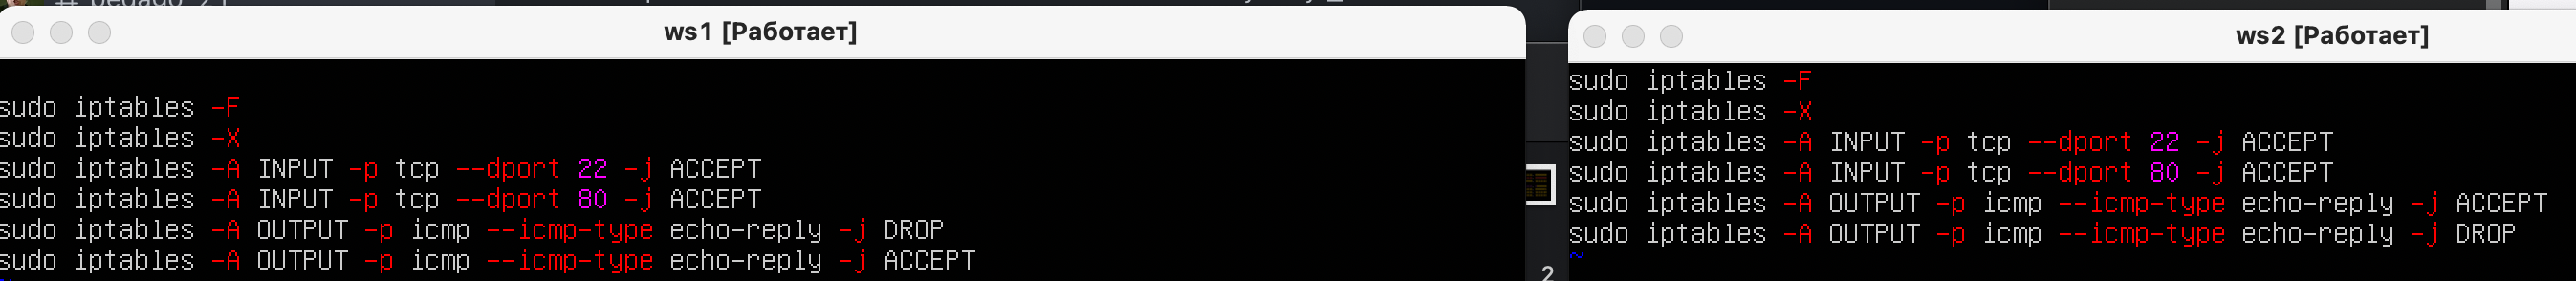 ws1 [Работает]
sudo iptables -F
sudo iptables -X
sudo iptables -A INPUT -p tcp --dport 22 -j ACCEPT
sudo iptables -A INPUT -p tcp --dport 80 -j ACCEPT
sudo iptables -A OUTPUT -p icmp --icmp-type echo-reply -j DROP
sudo iptables -A OUTPUT -p icmp --icmp-type echo-reply -j ACCEPT
2
ws2 [Работает]
sudo iptables -F
sudo iptables -X
sudo iptables -A INPUT -p tcp --dport 22 -j ACCEPT
sudo iptables -A INPUT -p tcp --dport 80 -j ACCEPT
sudo iptables -A OUTPUT -p icmp --icmp-type echo-reply -j ACCEPT
sudo iptables -A OUTPUT -p icmp --icmp-type echo-reply -j DROP
~